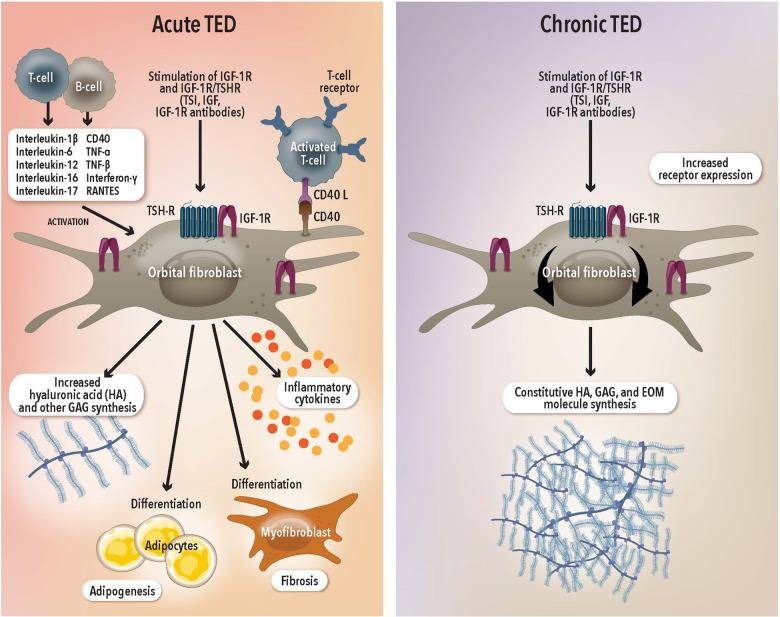 Acute TED
T-cell
B-cell
Interleukin-1β CD40
Interleukin-6 TNF-α
Interleukin-12 TNF-β
Interleukin-16 Interferon-γ
Interleukin-17 RANTES
ACTIVATION
Stimulation of IGF-1R
and IGF-1R/TSHR
(TSI, IGF,
IGF-1R antibodies)
T-cell
receptor
Activated
T-cell
CD40 L
CD40
TSH-R
IGF-1R
Orbital fibroblast
Increased
hyaluronic acid (HA)
and other GAG synthesis
Inflammatory
cytokines
Differentiation
Adipocytes
Adipogenesis
Differentiation
Myofibroblast
Fibrosis
Chronic TED
Stimulation of IGF-1R
and IGF-1R/TSHR
(TSI, IGF,
IGF-1R antibodies)
Increased
receptor expression
TSH-R
IGF-1R
Orbital fibroblast
Constitutive HA, GAG, and EOM
molecule synthesis